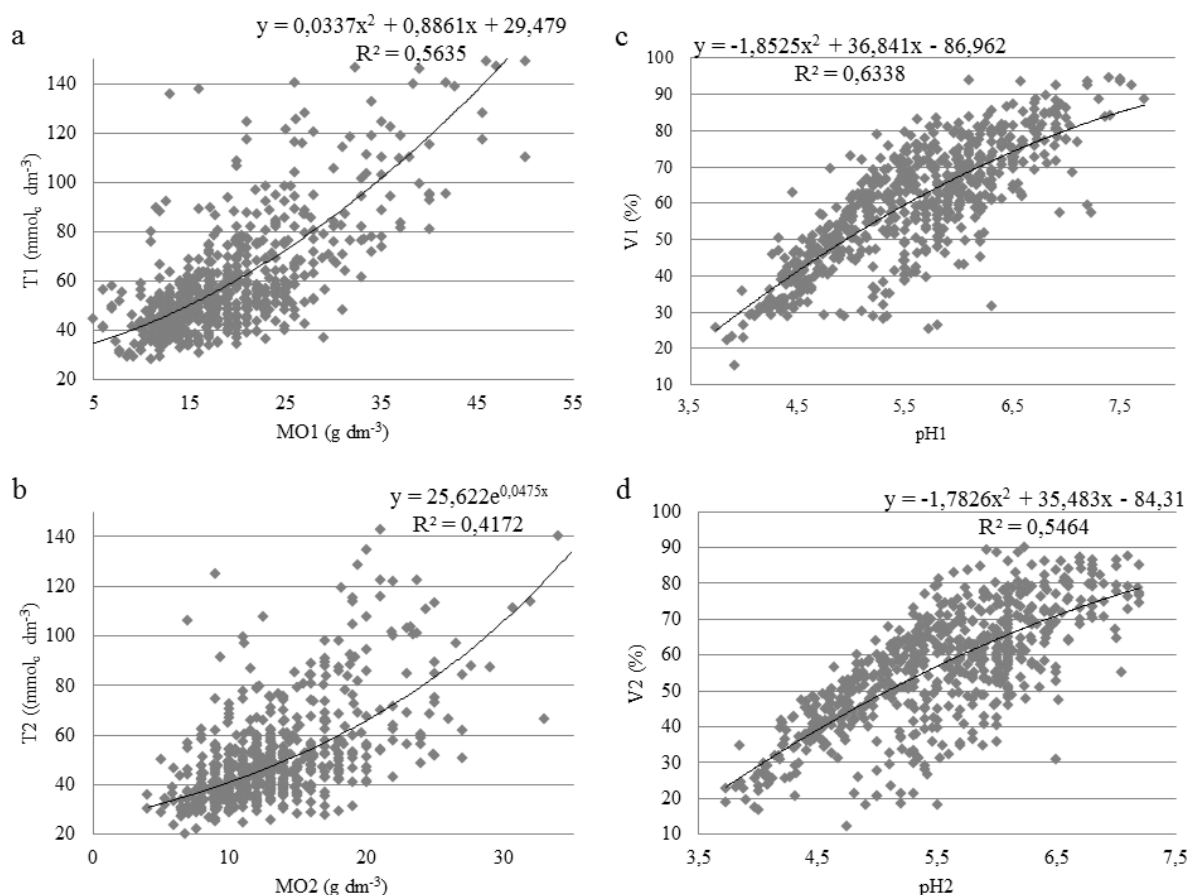 a
y = 0,0337x² + 0,8861x + 29,479
R² = 0,5635
140
120
100
80
60
40
20
T1 (mmolc dm-3)
5 15 25 35 45 55
MO1 (g dm-3)
c
y = -1,8525x² + 36,841x - 86,962
R² = 0,6338
100
90
80
70
60
50
40
30
20
10
V1 (%)
3,5 4,5 5,5 6,5 7,5
pH1
b
y = 25,622e0,0475x
R² = 0,4172
140
120
100
80
60
40
20
T2 ((mmolc dm-3)
0 10 20 30
MO2 (g dm-3)
d
y = -1,7826x² + 35,483x - 84,31
R² = 0,5464
100
90
80
70
60
50
40
30
20
10
V2 (%)
3,5 4,5 5,5 6,5 7,5
pH2